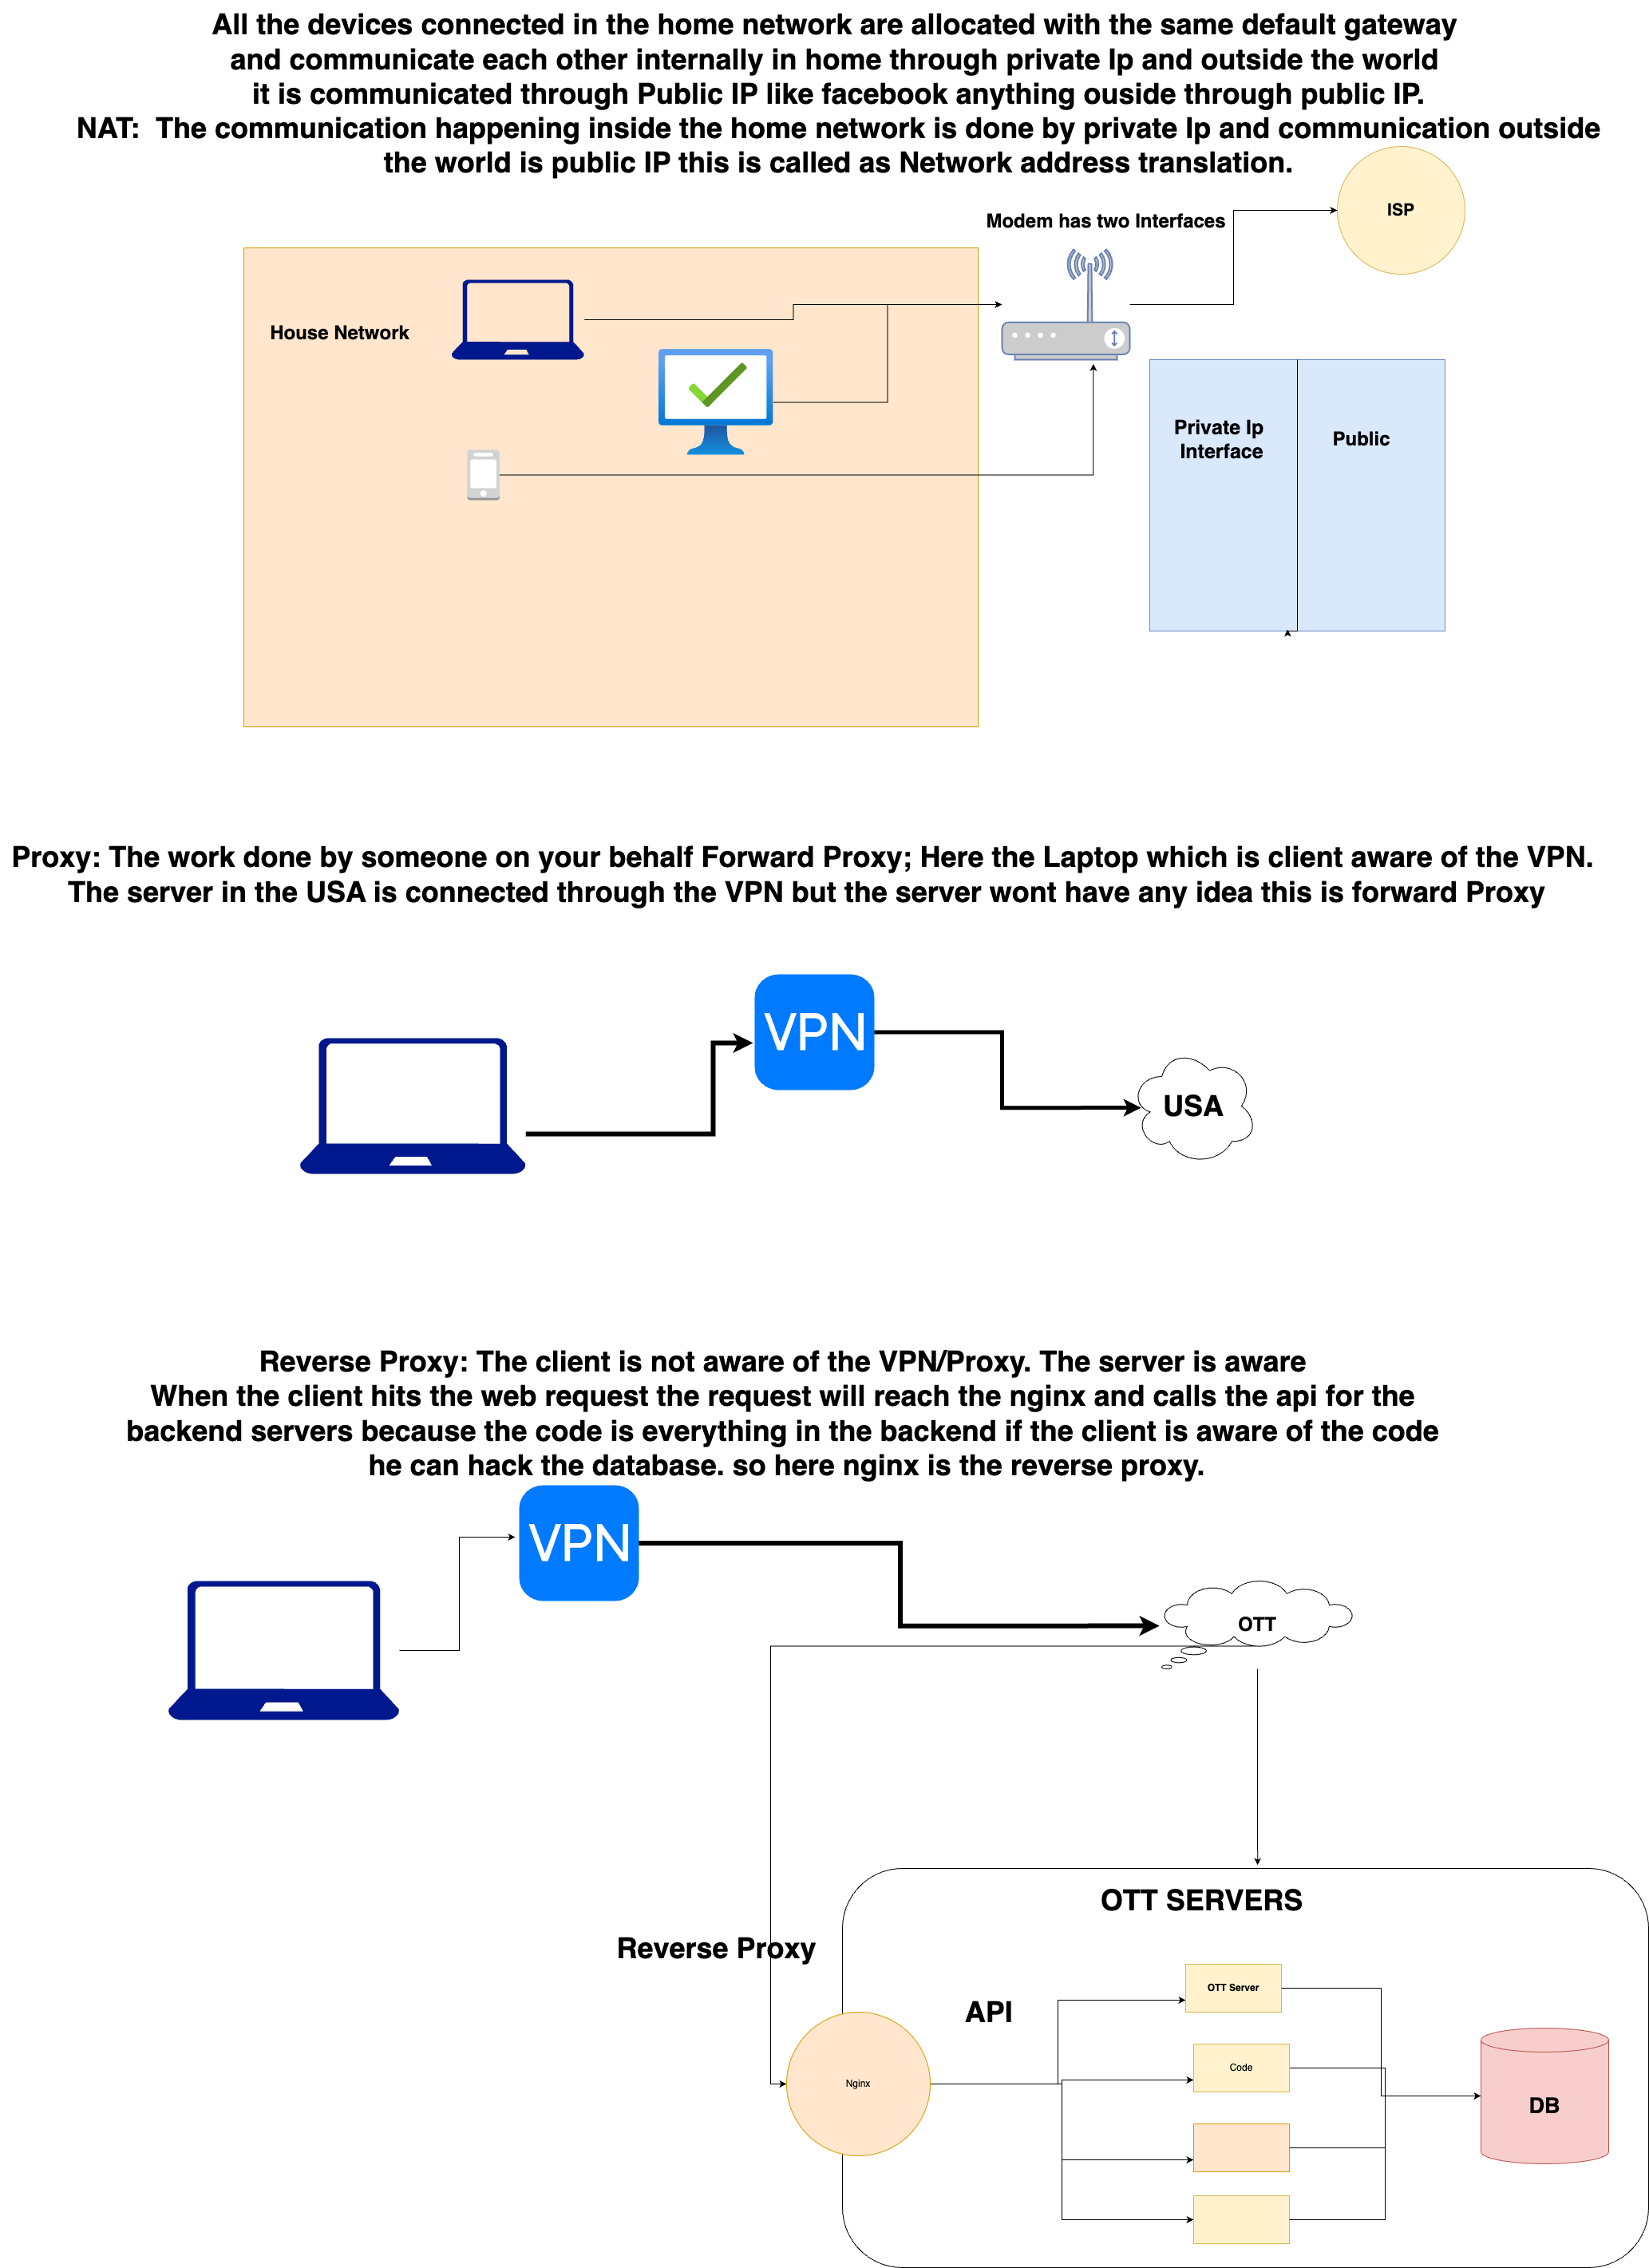 All the devices connected in the home network are allocated with the same default gateway
and communicate each other internally in home through private Ip and outside the world
it is communicated through Public IP like facebook anything ouside through public IP.
NAT:  The communication happening inside the home network is done by private Ip and communication outside
the world is public IP this is called as Network address translation.
ISP
Modem has two Interfaces
House Network
Private Ip
Interface
Public
Proxy: The work done by someone on your behalf Forward Proxy; Here the Laptop which is client aware of the VPN.
The server in the USA is connected through the VPN but the server wont have any idea this is forward Proxy
VPN
USA
Reverse Proxy: The client is not aware of the VPN/Proxy. The server is aware
When the client hits the web request the request will reach the nginx and calls the api for the
backend servers because the code is everything in the backend if the client is aware of the code
he can hack the database. so here nginx is the reverse proxy.
VPN
OTT
OTT SERVERS
Reverse Proxy
OTT Server
API
Code
Nginx
DB